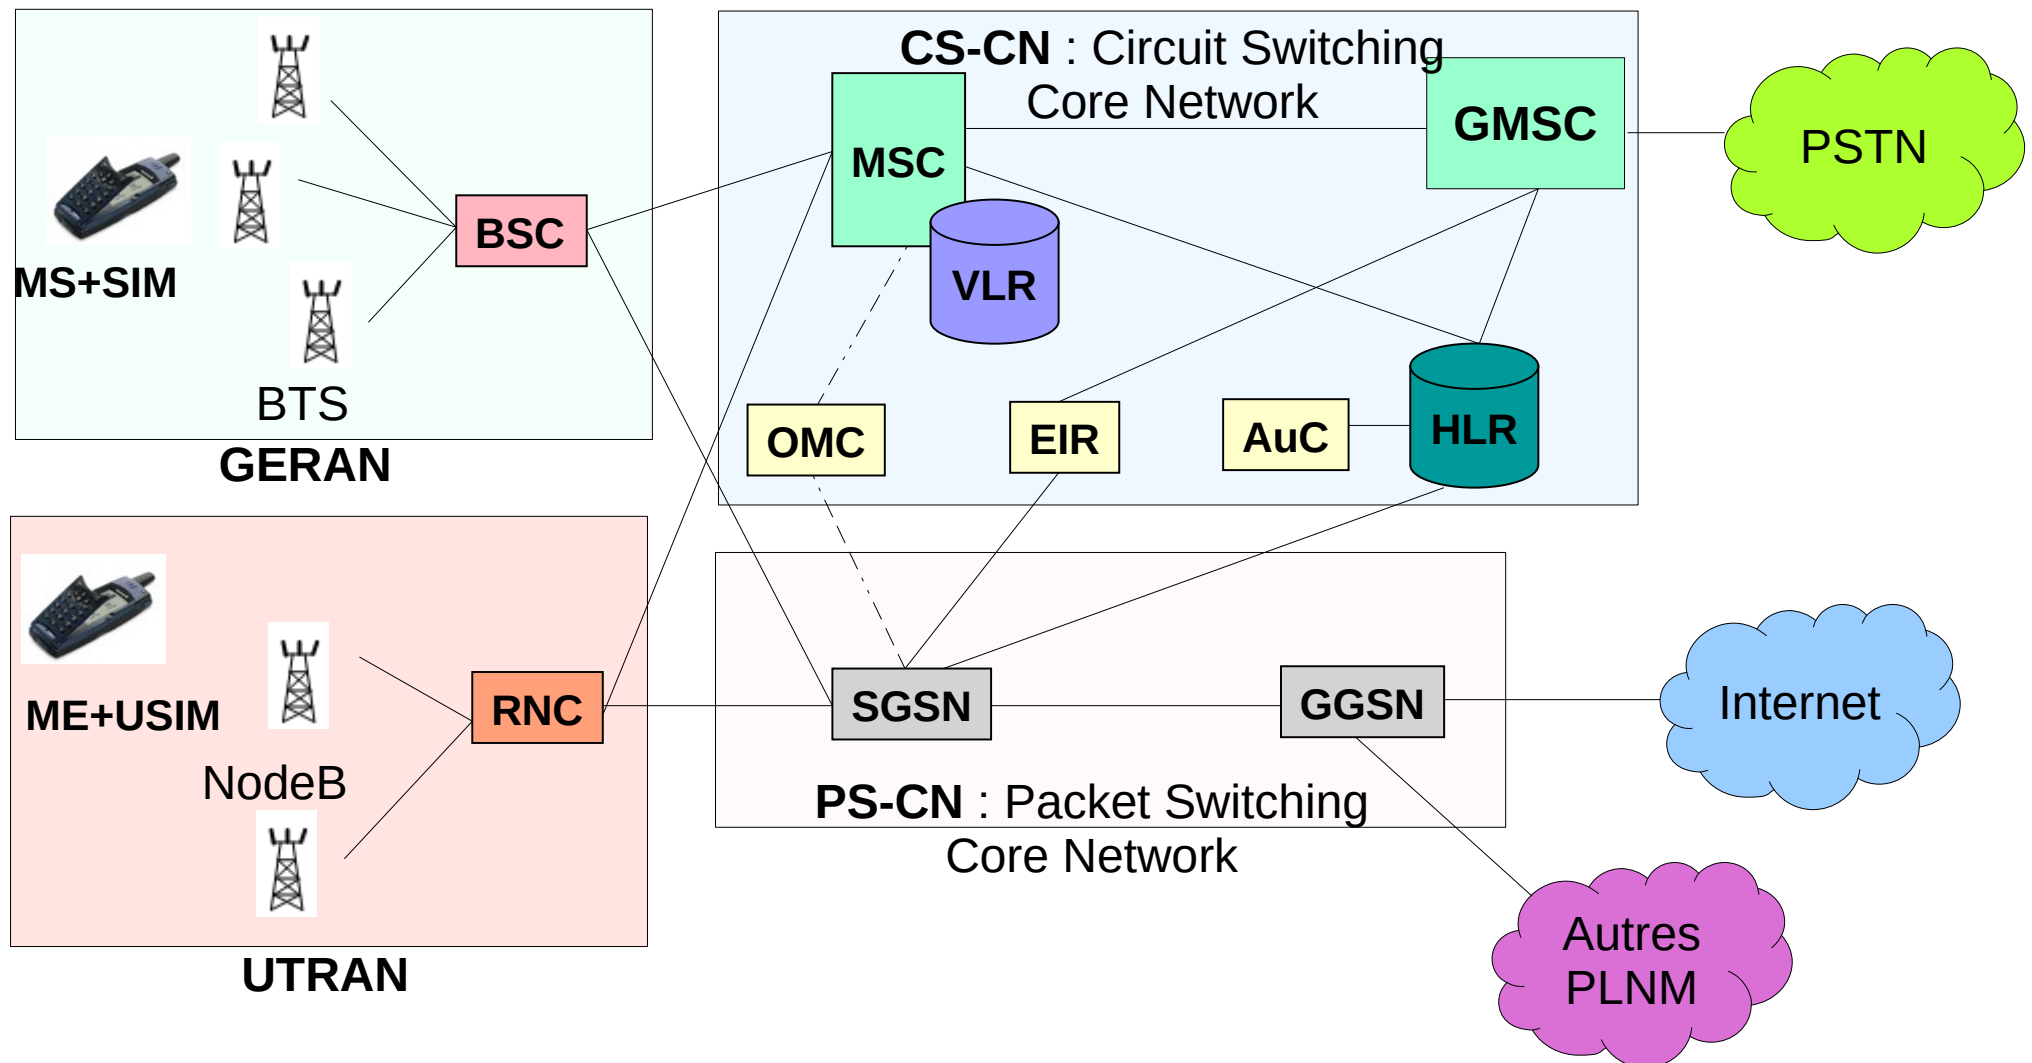 CS-CN : Circuit Switching
Core Network
GMSC
PSTN
MSC
BSC
VLR
MS+SIM
BTS
OMC
EIR
AuC
HLR
GERAN
ME+USIM
NodeB
RNC
SGSN
GGSN
Internet
PS-CN : Packet Switching
Core Network
Autres
PLNM
UTRAN